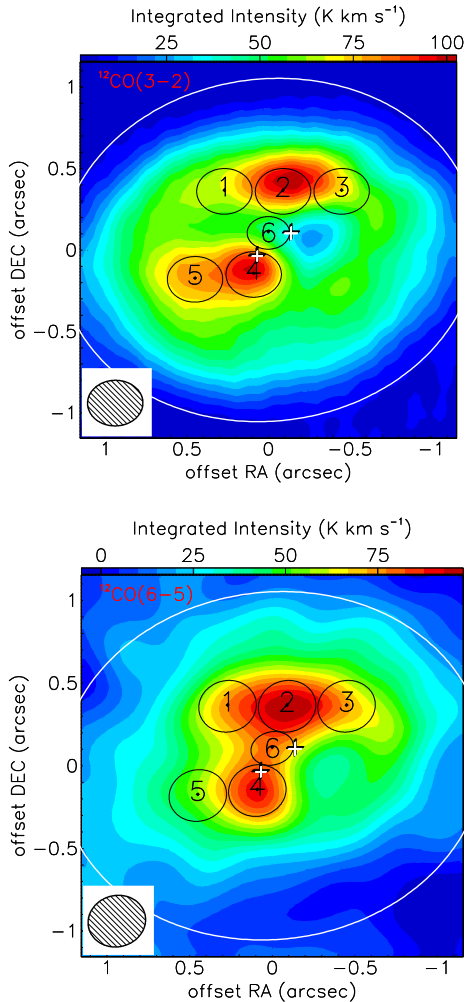 Integrated Intensity (K km s⁻¹)
25 50 75 100
¹²CO(3−2)
1
0.5
0
−0.5
−1
offset DEC (arcsec)
1 2 3
6
4
5
1 0.5 0 −0.5 −1
offset RA (arcsec)
Integrated Intensity (K km s⁻¹)
0 25 50 75
¹²CO(6−5)
1
0.5
0
−0.5
−1
offset DEC (arcsec)
1 2 3
6
4
5
1 0.5 0 −0.5 −1
offset RA (arcsec)